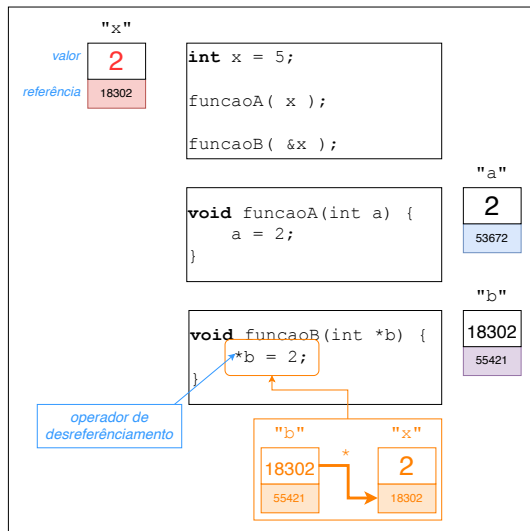 "x"
valor
2
referência
18302
int x = 5;
funcaoA( x );
funcaoB( &x );
"a"
void funcaoA(int a) {
a = 2;
}
2
53672
"b"
void funcaoB(int *b) {
*b = 2;
}
18302
55421
operador de
desreferênciamento
"b"
"x"
18302
*
2
55421
18302